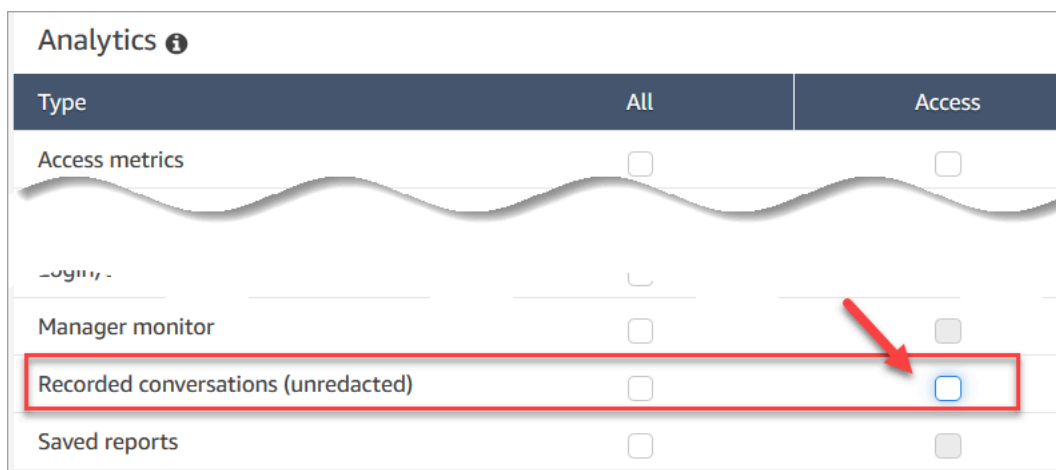 Analytics
Type All Access
Access metrics
Manager monitor
Recorded conversations (unredacted)
Saved reports